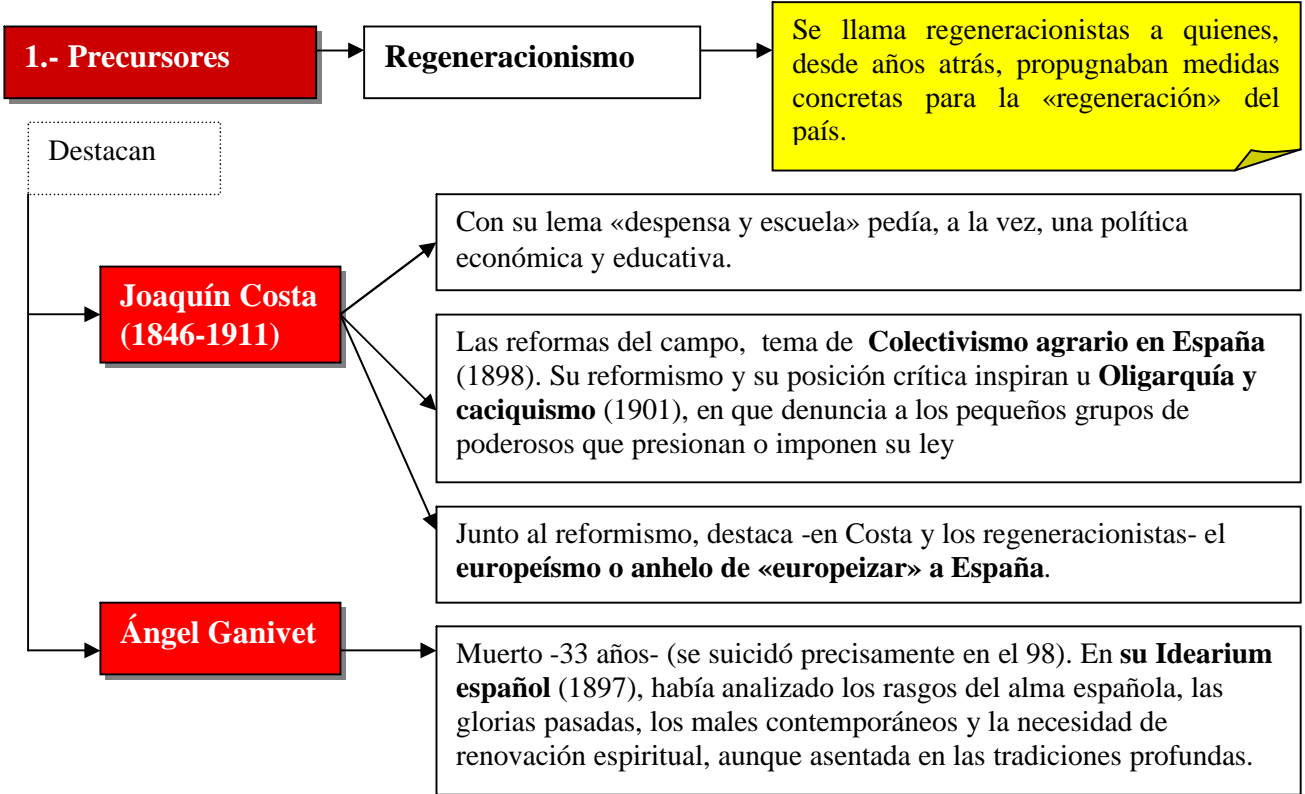 1.- Precursores
Regeneracionismo
Se llama regeneracionistas a quienes,
desde años atrás, propugnaban medidas
concretas para la «regeneración» del
país.
Destacan
Joaquín Costa
(1846-1911)
Con su lema «despensa y escuela» pedía, a la vez, una política
económica y educativa.
Las reformas del campo, tema de Colectivismo agrario en España
(1898). Su reformismo y su posición crítica inspiran u Oligarquía y
caciquismo (1901), en que denuncia a los pequeños grupos de
poderosos que presionan o imponen su ley
Junto al reformismo, destaca -en Costa y los regeneracionistas- el
europeísmo o anhelo de «europeizar» a España.
Ángel Ganivet
Muerto -33 años- (se suicidó precisamente en el 98). En su Idearium
español (1897), había analizado los rasgos del alma española, las
glorias pasadas, los males contemporáneos y la necesidad de
renovación espiritual, aunque asentada en las tradiciones profundas.